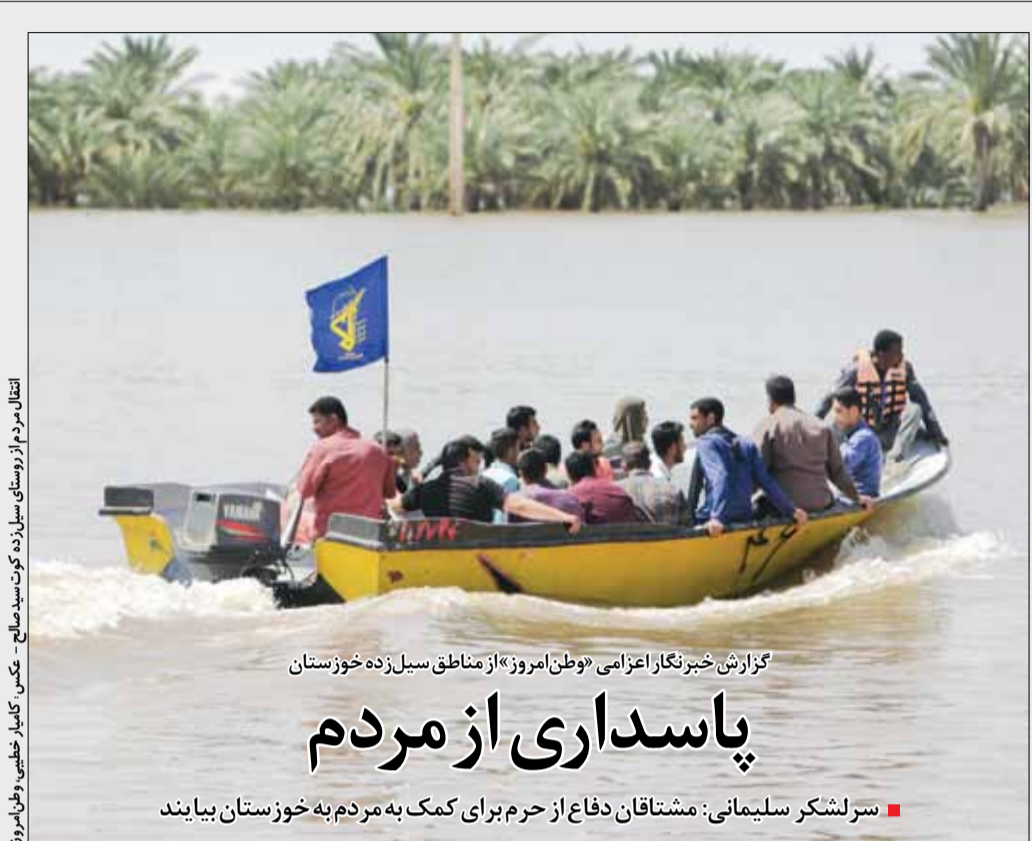 گزارش خبرنگار اعزامی «وطن‌امروز» از مناطق سیل‌زده خوزستان
پاسداری از مردم
سرلشکر سلیمانی: مشتاقان دفاع از حرم برای کمک به مردم به خوزستان بیایند
انتقال مردم از روستای سیل‌زده کوت سیدصالح - عکس: کامیار خطیبی، وطن‌امروز
YAMAHA